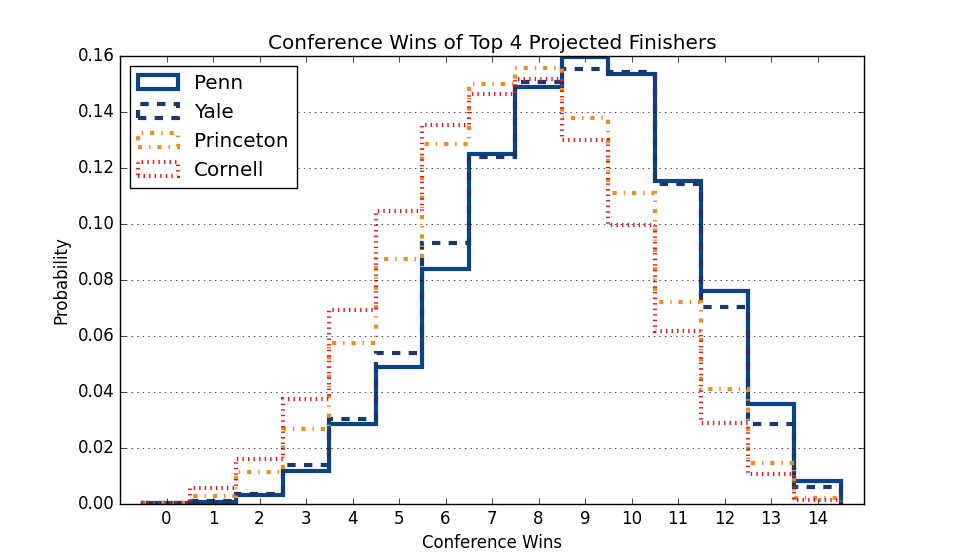 Conference Wins of Top 4 Projected Finishers
Penn
Yale
Princeton
Cornell
Probability
0.16
0.14
0.12
0.10
0.08
0.06
0.04
0.02
0.00
0 1 2 3 4 5 6 7 8 9 10 11 12 13 14
Conference Wins